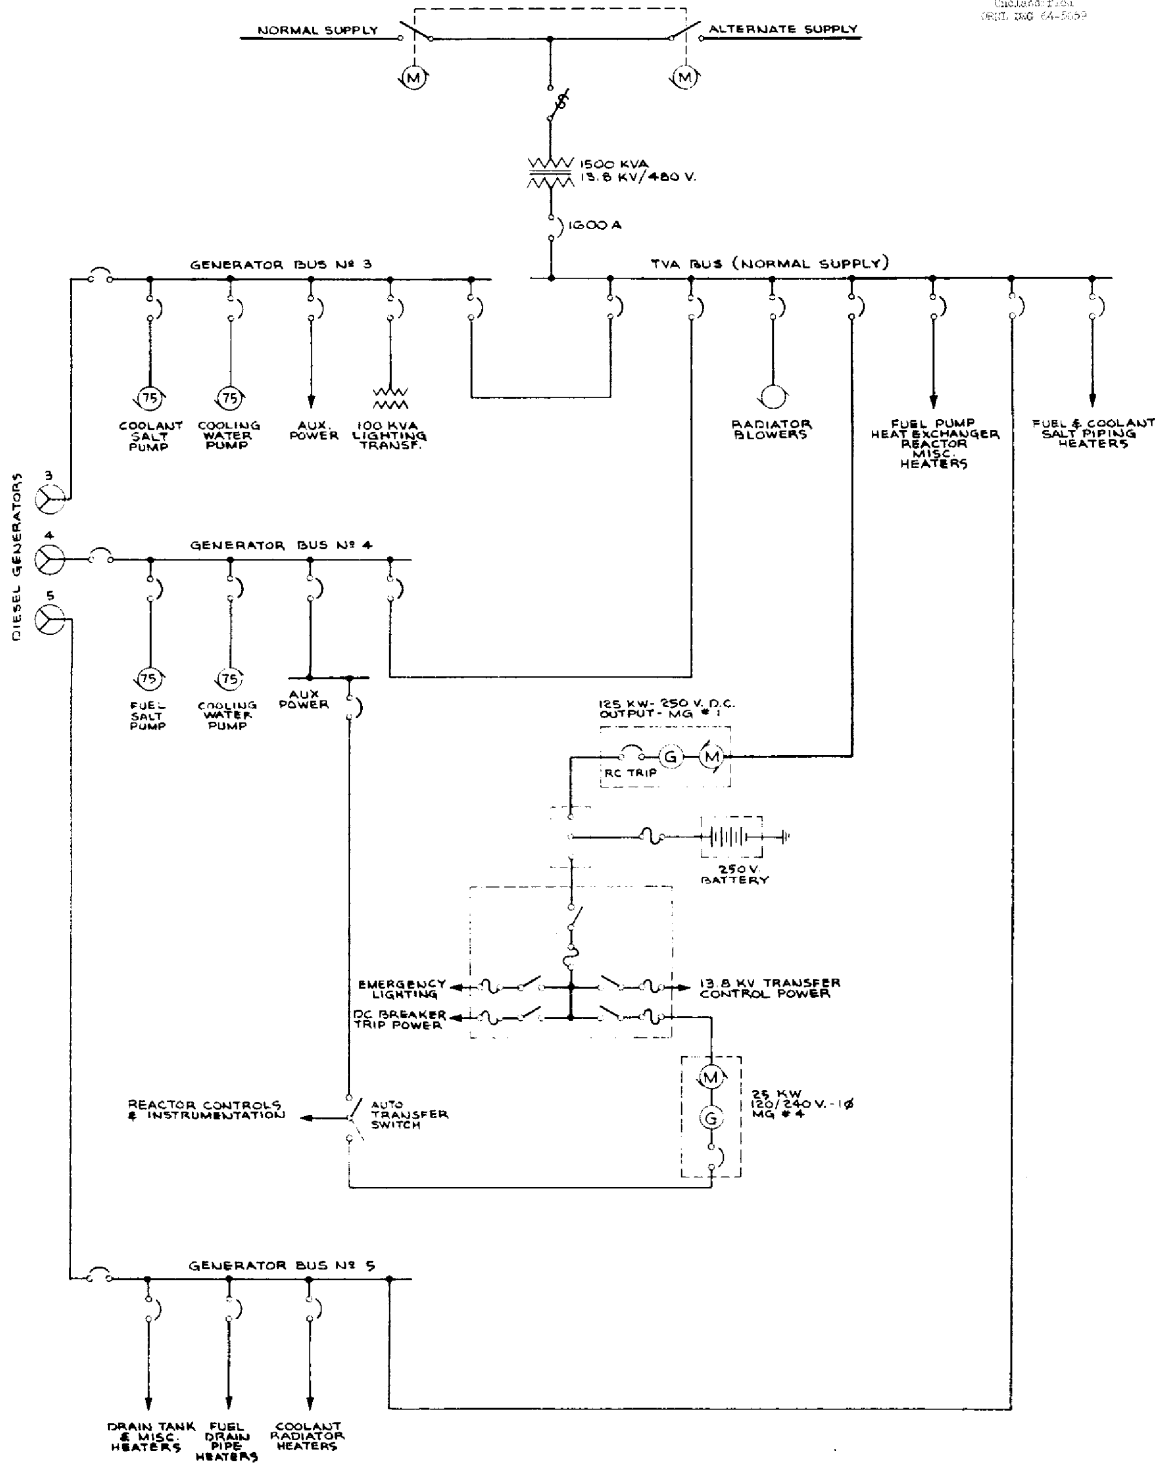 Unclassified
ORNL DWG 64-5059
NORMAL SUPPLY
ALTERNATE SUPPLY
M
M
1500 KVA
13.8 KV/480 V.
1600 A
GENERATOR BUS Nº 3
TVA BUS (NORMAL SUPPLY)
75
COOLANT
SALT
PUMP
75
COOLING
WATER
PUMP
AUX.
POWER
100 KVA
LIGHTING
TRANSF.
RADIATOR
BLOWERS
FUEL PUMP
HEAT EXCHANGER
REACTOR
MISC.
HEATERS
FUEL & COOLANT
SALT PIPING
HEATERS
DIESEL GENERATORS
3
4
5
GENERATOR BUS Nº 4
75
FUEL
SALT
PUMP
75
COOLING
WATER
PUMP
AUX
POWER
125 KW- 250 V. D.C.
OUTPUT- MG # 1
RC TRIP
G
M
250 V.
BATTERY
EMERGENCY
LIGHTING
13.8 KV TRANSFER
CONTROL POWER
DC BREAKER
TRIP POWER
M
G
25 KW
120/240 V.-1Ø
MG # 4
REACTOR CONTROLS
& INSTRUMENTATION
AUTO
TRANSFER
SWITCH
GENERATOR BUS Nº 5
DRAIN TANK
& MISC.
HEATERS
FUEL
DRAIN
PIPE
HEATERS
COOLANT
RADIATOR
HEATERS